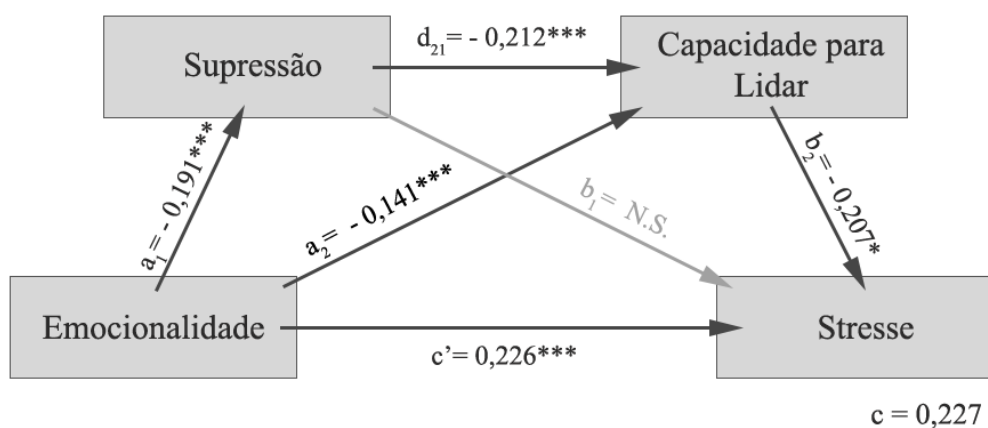 d21= - 0,212***
Supressão
Capacidade para
Lidar
a1= - 0,191***
a2= - 0,141***
b1= N.S.
b2= - 0,207*
Emocionalidade
Stresse
c’= 0,226***
c = 0,227